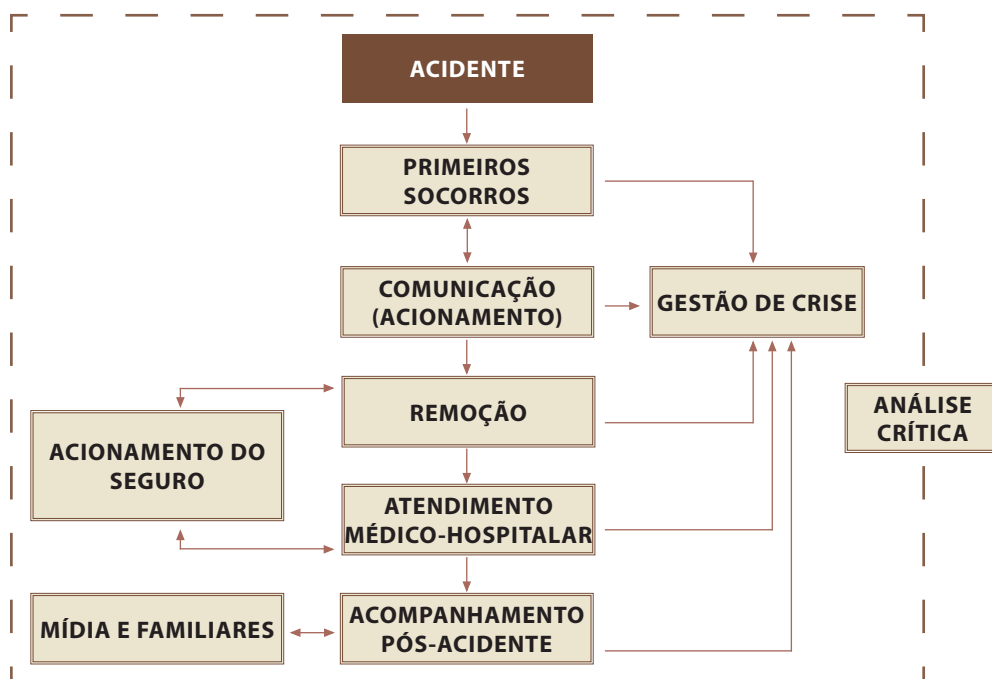 ACIDENTE
PRIMEIROS
SOCORROS
COMUNICAÇÃO
(ACIONAMENTO)
GESTÃO DE CRISE
REMOÇÃO
ANÁLISE
CRÍTICA
ACIONAMENTO DO
SEGURO
ATENDIMENTO
MÉDICO-HOSPITALAR
MÍDIA E FAMILIARES
ACOMPANHAMENTO
PÓS-ACIDENTE